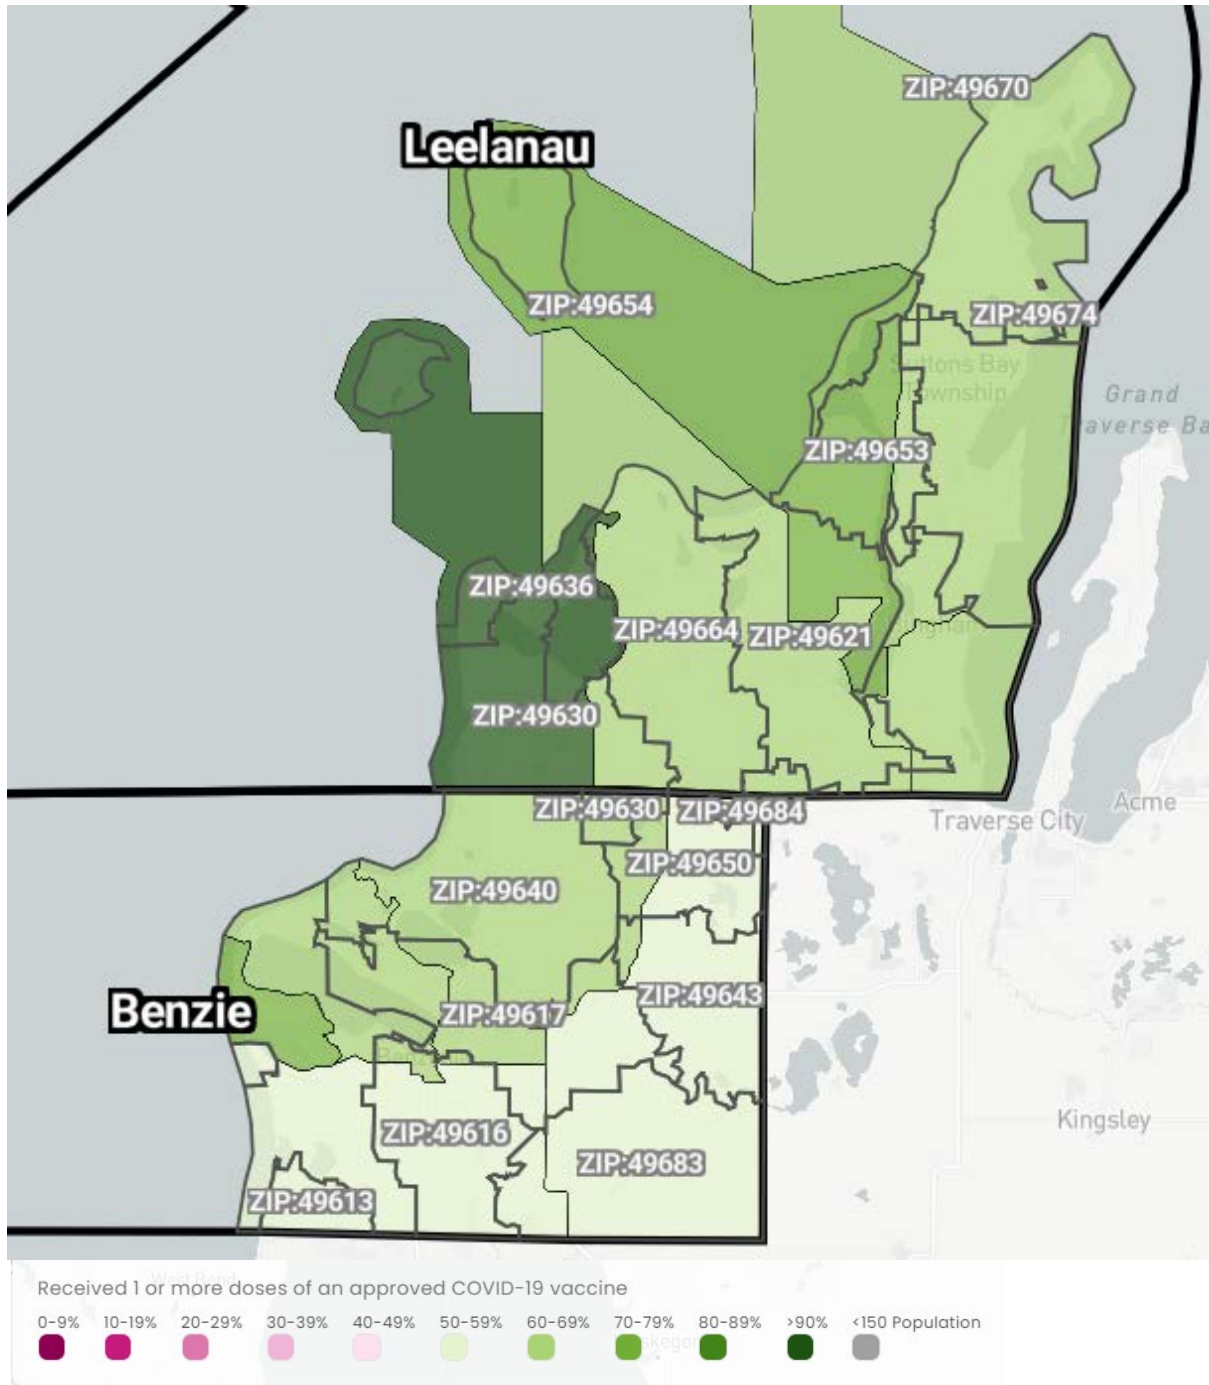 ZIP:49670
Leelanau
ZIP:49654
ZIP:49674
Suttons Bay
Township
Grand
Traverse Ba
ZIP:49653
ZIP:49636
ZIP:49664
ZIP:49621
ZIP:49630
ZIP:49630
ZIP:49684
Acme
Traverse City
ZIP:49650
ZIP:49640
ZIP:49643
Benzie
ZIP:49617
Kingsley
ZIP:49616
ZIP:49683
ZIP:49613
Received 1 or more doses of an approved COVID-19 vaccine
0-9% 10-19% 20-29% 30-39% 40-49% 50-59% 60-69% 70-79% 80-89% >90% <150 Population